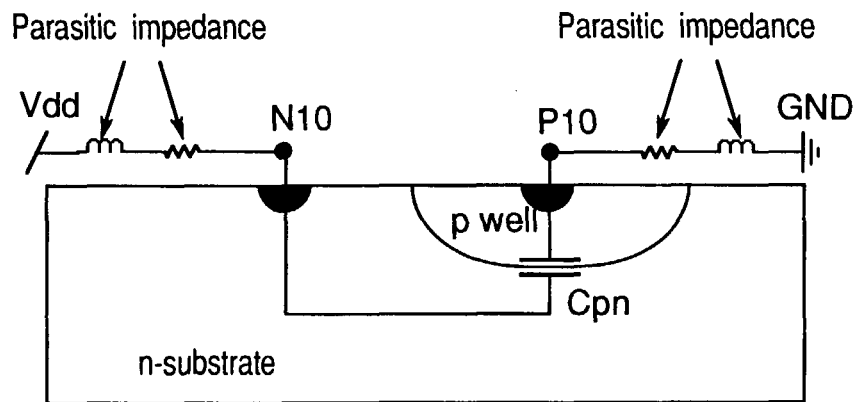 Parasitic impedance
Parasitic impedance
Vdd
N10
P10
GND
p well
Cpn
n-substrate